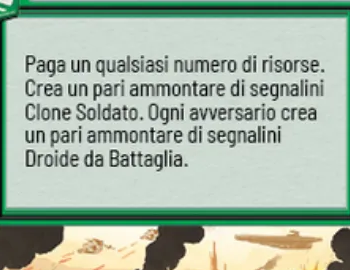 Paga un qualsiasi numero di risorse.
Crea un pari ammontare di segnalini
Clone Soldato. Ogni avversario crea
un pari ammontare di segnalini
Droide da Battaglia.